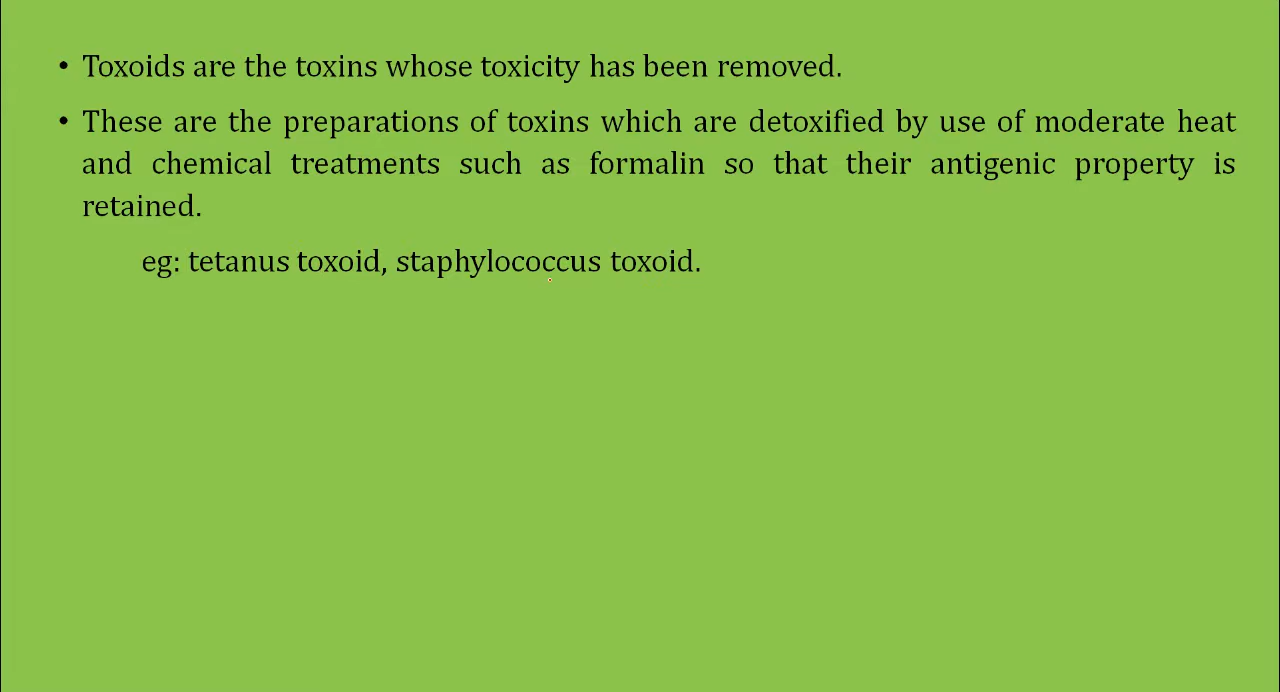 • Toxoids are the toxins whose toxicity has been removed.
• These are the preparations of toxins which are detoxified by use of moderate heat
and chemical treatments such as formalin so that their antigenic property is
retained.
eg: tetanus toxoid, staphylococcus toxoid.